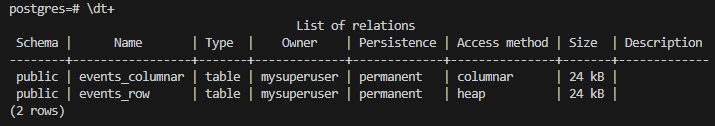 postgres=# \dt+
                                        List of relations
 Schema |      Name       | Type  |    Owner    | Persistence | Access method | Size  | Description
--------+-----------------+-------+-------------+-------------+---------------+-------+-------------
 public | events_columnar | table | mysuperuser | permanent   | columnar      | 24 kB |
 public | events_row      | table | mysuperuser | permanent   | heap          | 24 kB |
(2 rows)